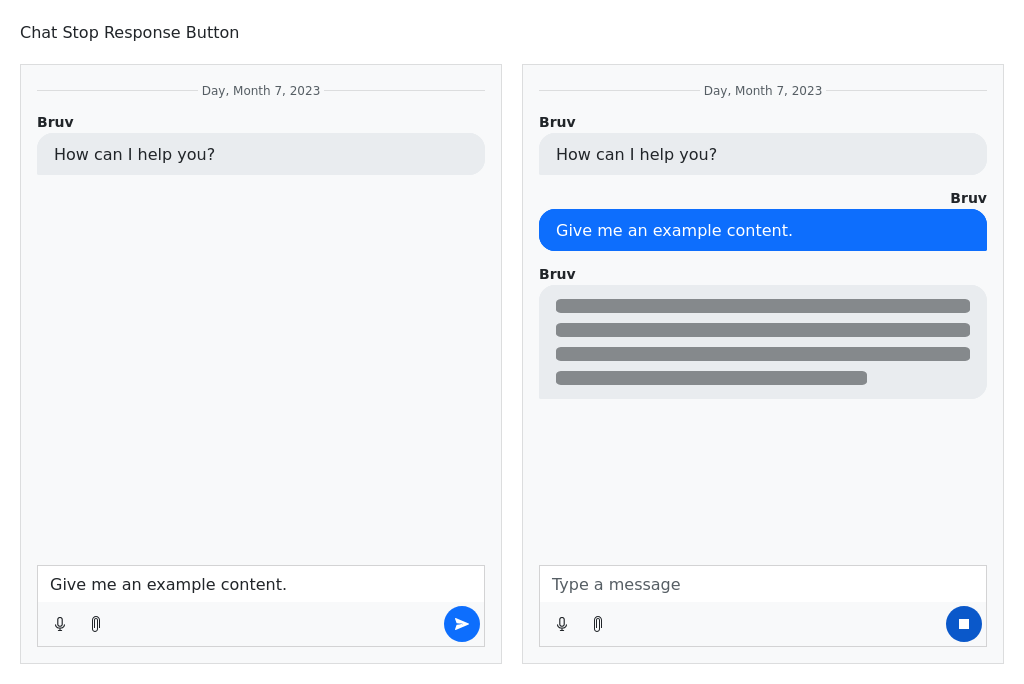 Chat Stop Response Button
Day, Month 7, 2023
Bruv
How can I help you?
Give me an example content.
Day, Month 7, 2023
Bruv
How can I help you?
Bruv
Give me an example content.
Bruv
Type a message